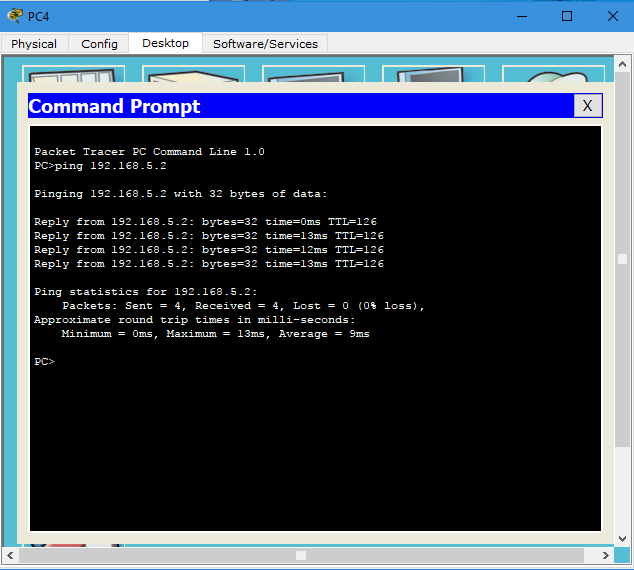 PC4
Physical Config Desktop Software/Services
Command Prompt X
Packet Tracer PC Command Line 1.0
PC>ping 192.168.5.2
Pinging 192.168.5.2 with 32 bytes of data:
Reply from 192.168.5.2: bytes=32 time=0ms TTL=126
Reply from 192.168.5.2: bytes=32 time=13ms TTL=126
Reply from 192.168.5.2: bytes=32 time=12ms TTL=126
Reply from 192.168.5.2: bytes=32 time=13ms TTL=126
Ping statistics for 192.168.5.2:
Packets: Sent = 4, Received = 4, Lost = 0 (0% loss),
Approximate round trip times in milli-seconds:
Minimum = 0ms, Maximum = 13ms, Average = 9ms
PC>